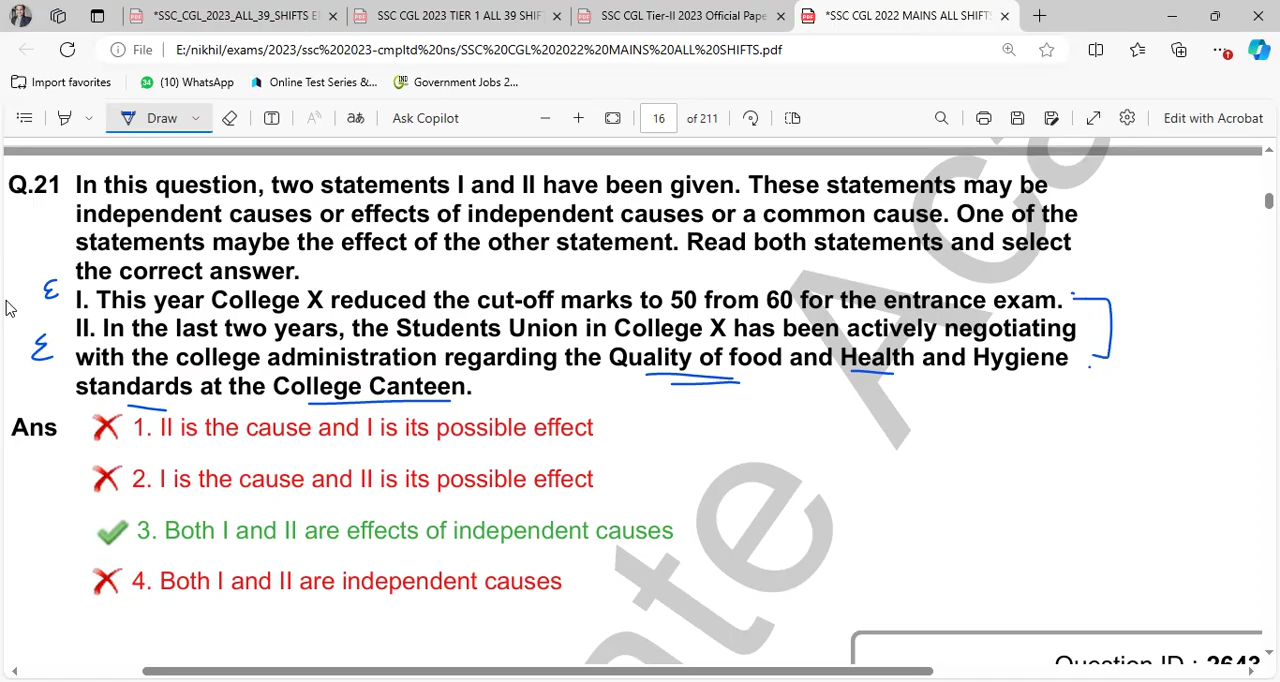 *SSC_CGL_2023_ALL_39_SHIFTS E
SSC CGL 2023 TIER 1 ALL 39 SHIF
SSC CGL Tier-II 2023 Official Pape
*SSC CGL 2022 MAINS ALL SHIFTS
File E:/nikhil/exams/2023/ssc%202023-cmpltd%20ns/SSC%20CGL%202022%20MAINS%20ALL%20SHIFTS.pdf
Import favorites (10) WhatsApp Online Test Series &... Government Jobs 2...
Draw Ask Copilot 16 of 211 Edit with Acrobat
Q.21 In this question, two statements I and II have been given. These statements may be
independent causes or effects of independent causes or a common cause. One of the
statements maybe the effect of the other statement. Read both statements and select
the correct answer.
I. This year College X reduced the cut-off marks to 50 from 60 for the entrance exam.
II. In the last two years, the Students Union in College X has been actively negotiating
with the college administration regarding the Quality of food and Health and Hygiene
standards at the College Canteen.
Ans 1. II is the cause and I is its possible effect
2. I is the cause and II is its possible effect
3. Both I and II are effects of independent causes
4. Both I and II are independent causes
Question ID : 2643